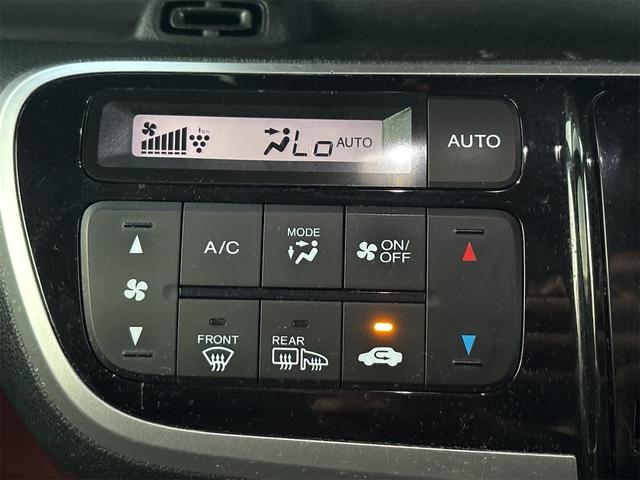 Lo AUTO
AUTO
A/C
MODE
ON/
OFF
FRONT
REAR